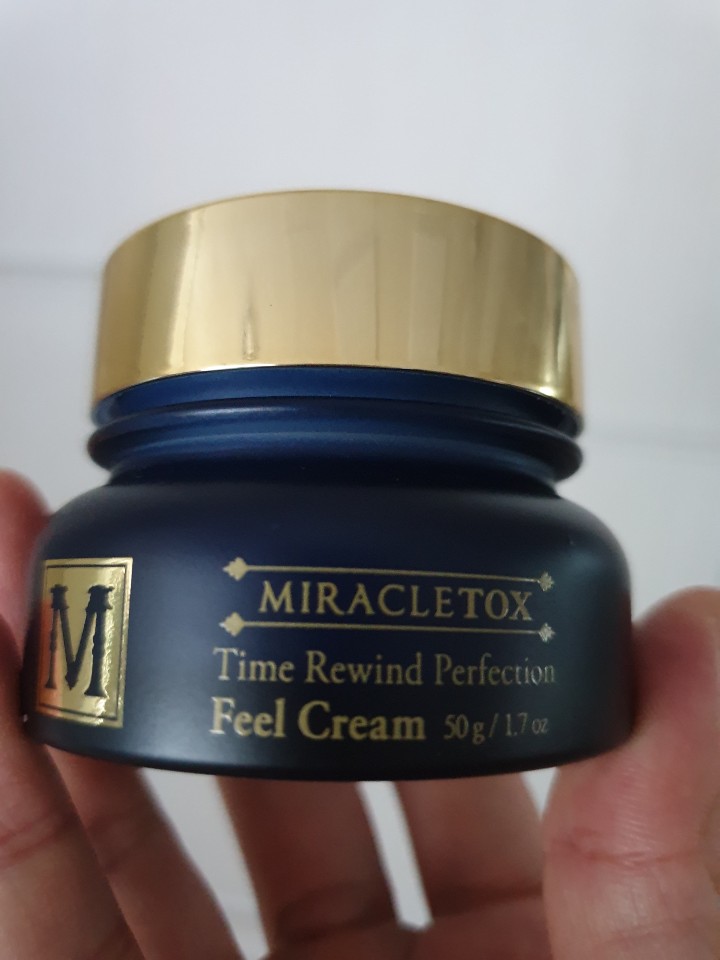 M
MIRACLETOX
Time Rewind Perfection
Feel Cream 50 g / 1.7 oz